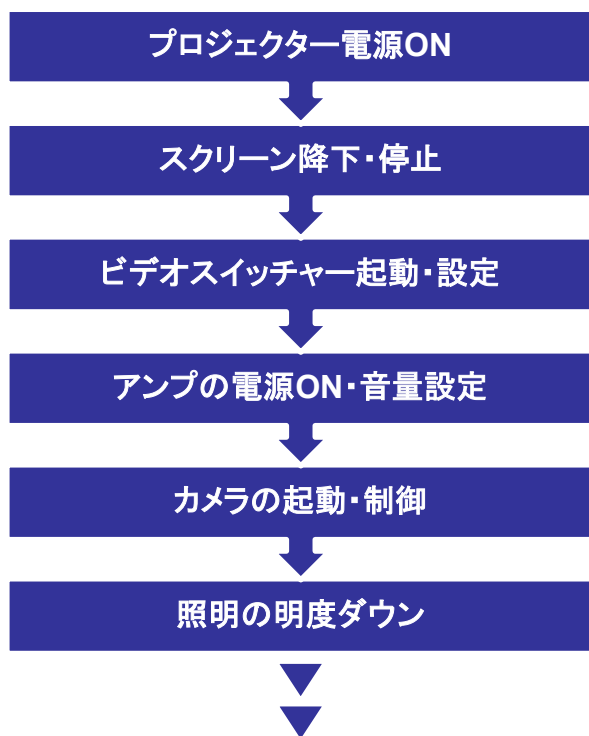 プロジェクター電源ON
スクリーン降下・停止
ビデオスイッチャー起動・設定
アンプの電源ON・音量設定
カメラの起動・制御
照明の明度ダウン